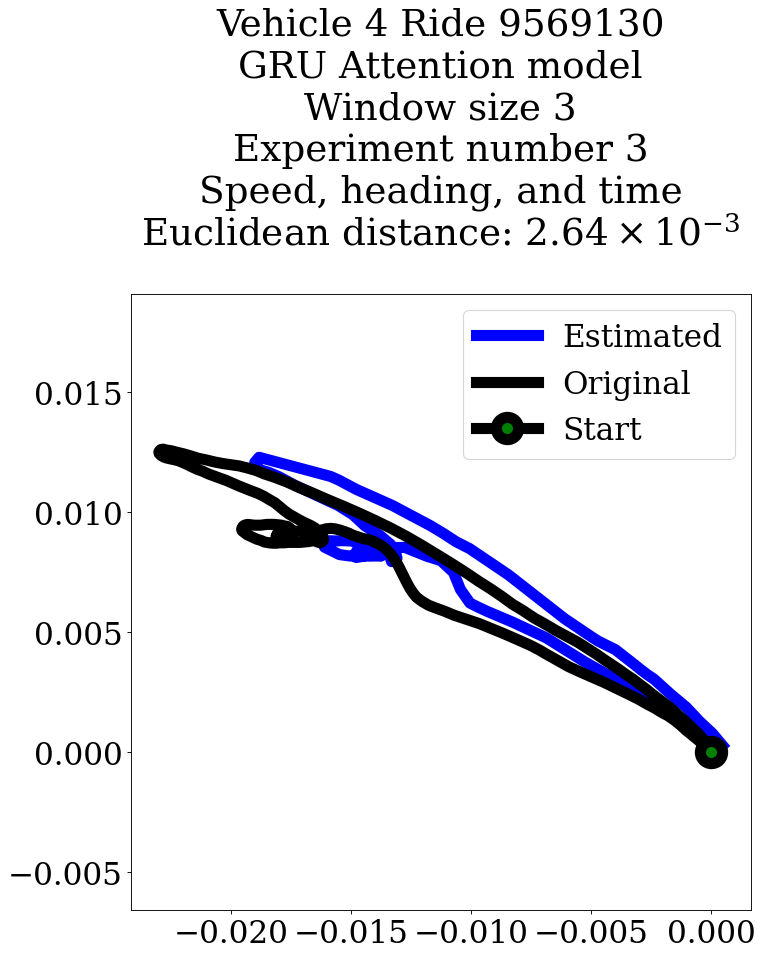 Vehicle 4 Ride 9569130
GRU Attention model
Window size 3
Experiment number 3
Speed, heading, and time
Euclidean distance: 2.64 × 10⁻³
Estimated
Original
Start
0.015
0.010
0.005
0.000
−0.005
−0.020 −0.015 −0.010 −0.005 0.000